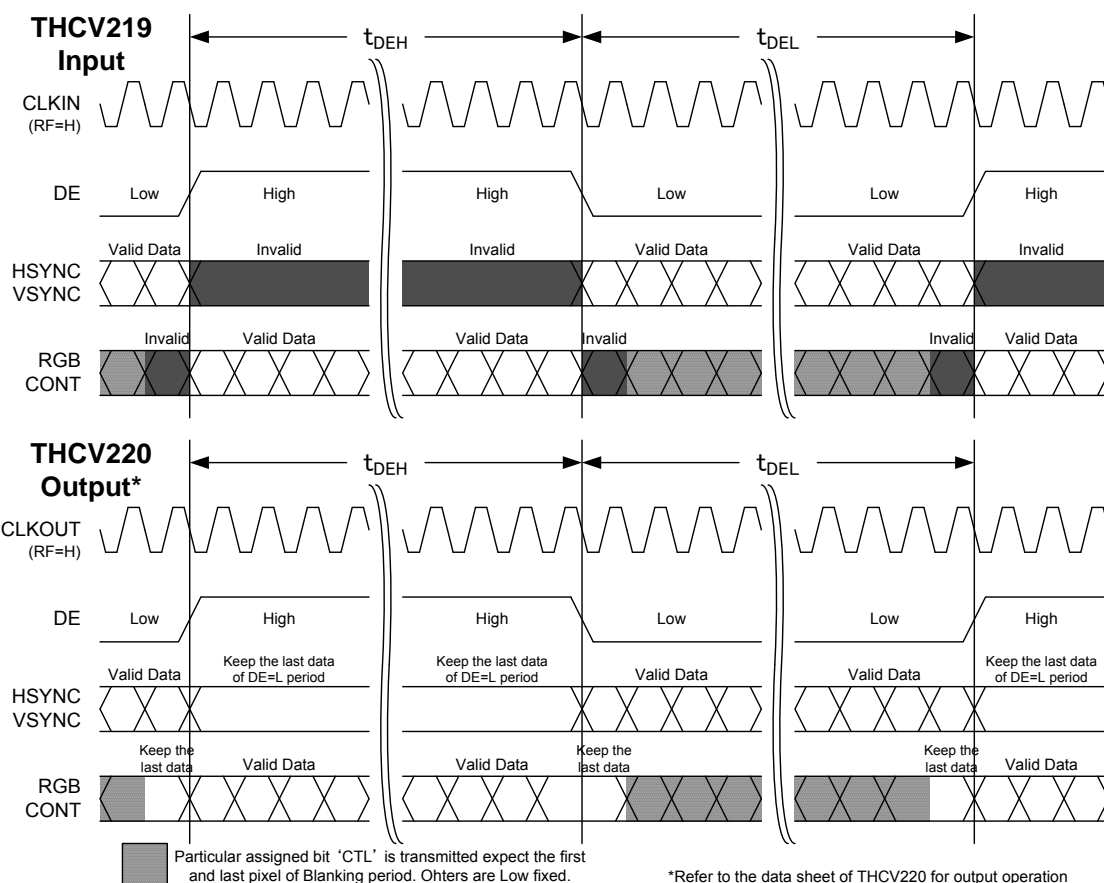 THCV219
Input
tDEH
tDEL
CLKIN
(RF=H)
DE
Low
High
High
Low
Low
High
Valid Data
Invalid
Invalid
Valid Data
Valid Data
Invalid
HSYNC
VSYNC
Invalid
Valid Data
Valid Data
Invalid
Invalid
Valid Data
RGB
CONT
THCV220
Output*
tDEH
tDEL
CLKOUT
(RF=H)
DE
Low
High
High
Low
Low
High
Valid Data
Keep the last data
of DE=L period
Keep the last data
of DE=L period
Valid Data
Valid Data
Keep the last data
of DE=L period
HSYNC
VSYNC
Keep the
last data
Valid Data
Valid Data
Keep the
last data
Keep the
last data
Valid Data
RGB
CONT
Particular assigned bit ‘CTL’ is transmitted expect the first
and last pixel of Blanking period. Ohters are Low fixed.
*Refer to the data sheet of THCV220 for output operation